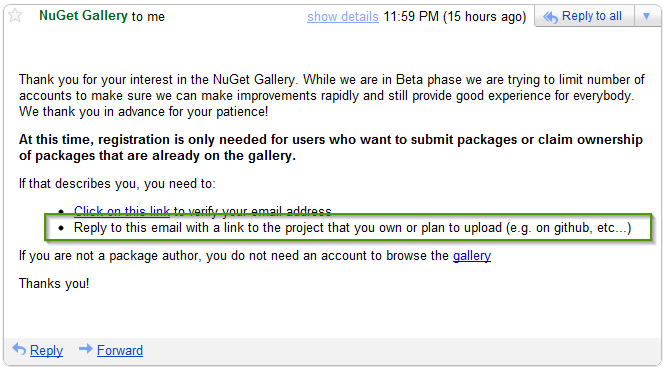 NuGet Gallery to me show details 11:59 PM (15 hours ago) Reply to all
Thank you for your interest in the NuGet Gallery. While we are in Beta phase we are trying to limit number of
accounts to make sure we can make improvements rapidly and still provide good experience for everybody.
We thank you in advance for your patience!
At this time, registration is only needed for users who want to submit packages or claim ownership
of packages that are already on the gallery.
If that describes you, you need to:
• Click on this link to verify your email address
• Reply to this email with a link to the project that you own or plan to upload (e.g. on github, etc...)
If you are not a package author, you do not need an account to browse the gallery
Thanks you!
Reply Forward